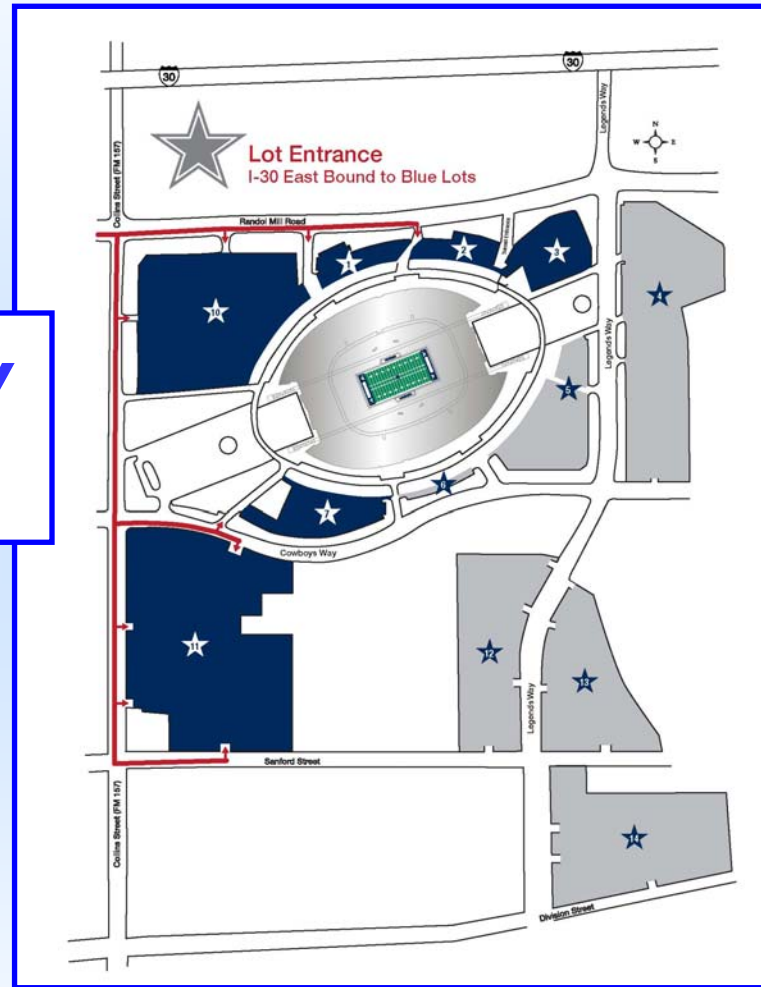 30
30
Legends Way
N
W E
S
Collins Street (FM 157)
Lot Entrance
I-30 East Bound to Blue Lots
Randol Mill Road
1
2
3
4
10
Legends Way
5
6
7
Cowboys Way
11
12
13
Legends Way
Sanford Street
Collins Street (FM 157)
14
Division Street
Y